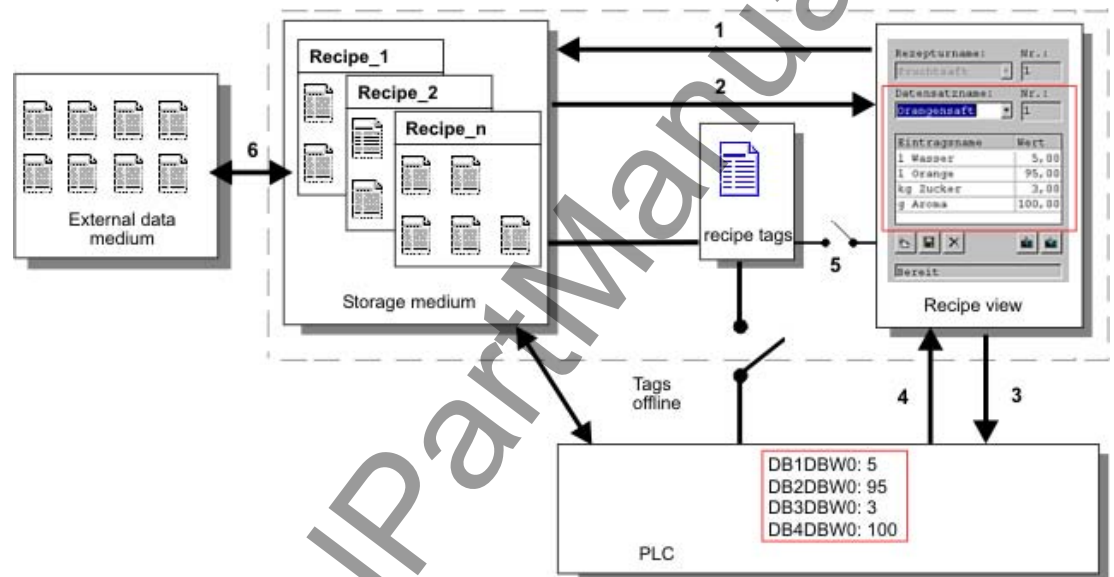 1
Recipe_1
Recipe_2
Recipe_n
2
6
External data
medium
Storage medium
recipe tags
5
Rezepturname: Nr.:
Fruchtsaft 1
Datensatzname: Nr.:
Orangensaft 1
Eintragsname Wert
l Wasser 5,00
l Orange 95,00
kg Zucker 3,00
g Aroma 100,00
Bereit
Recipe view
Tags
offline
4
3
DB1DBW0: 5
DB2DBW0: 95
DB3DBW0: 3
DB4DBW0: 100
PLC